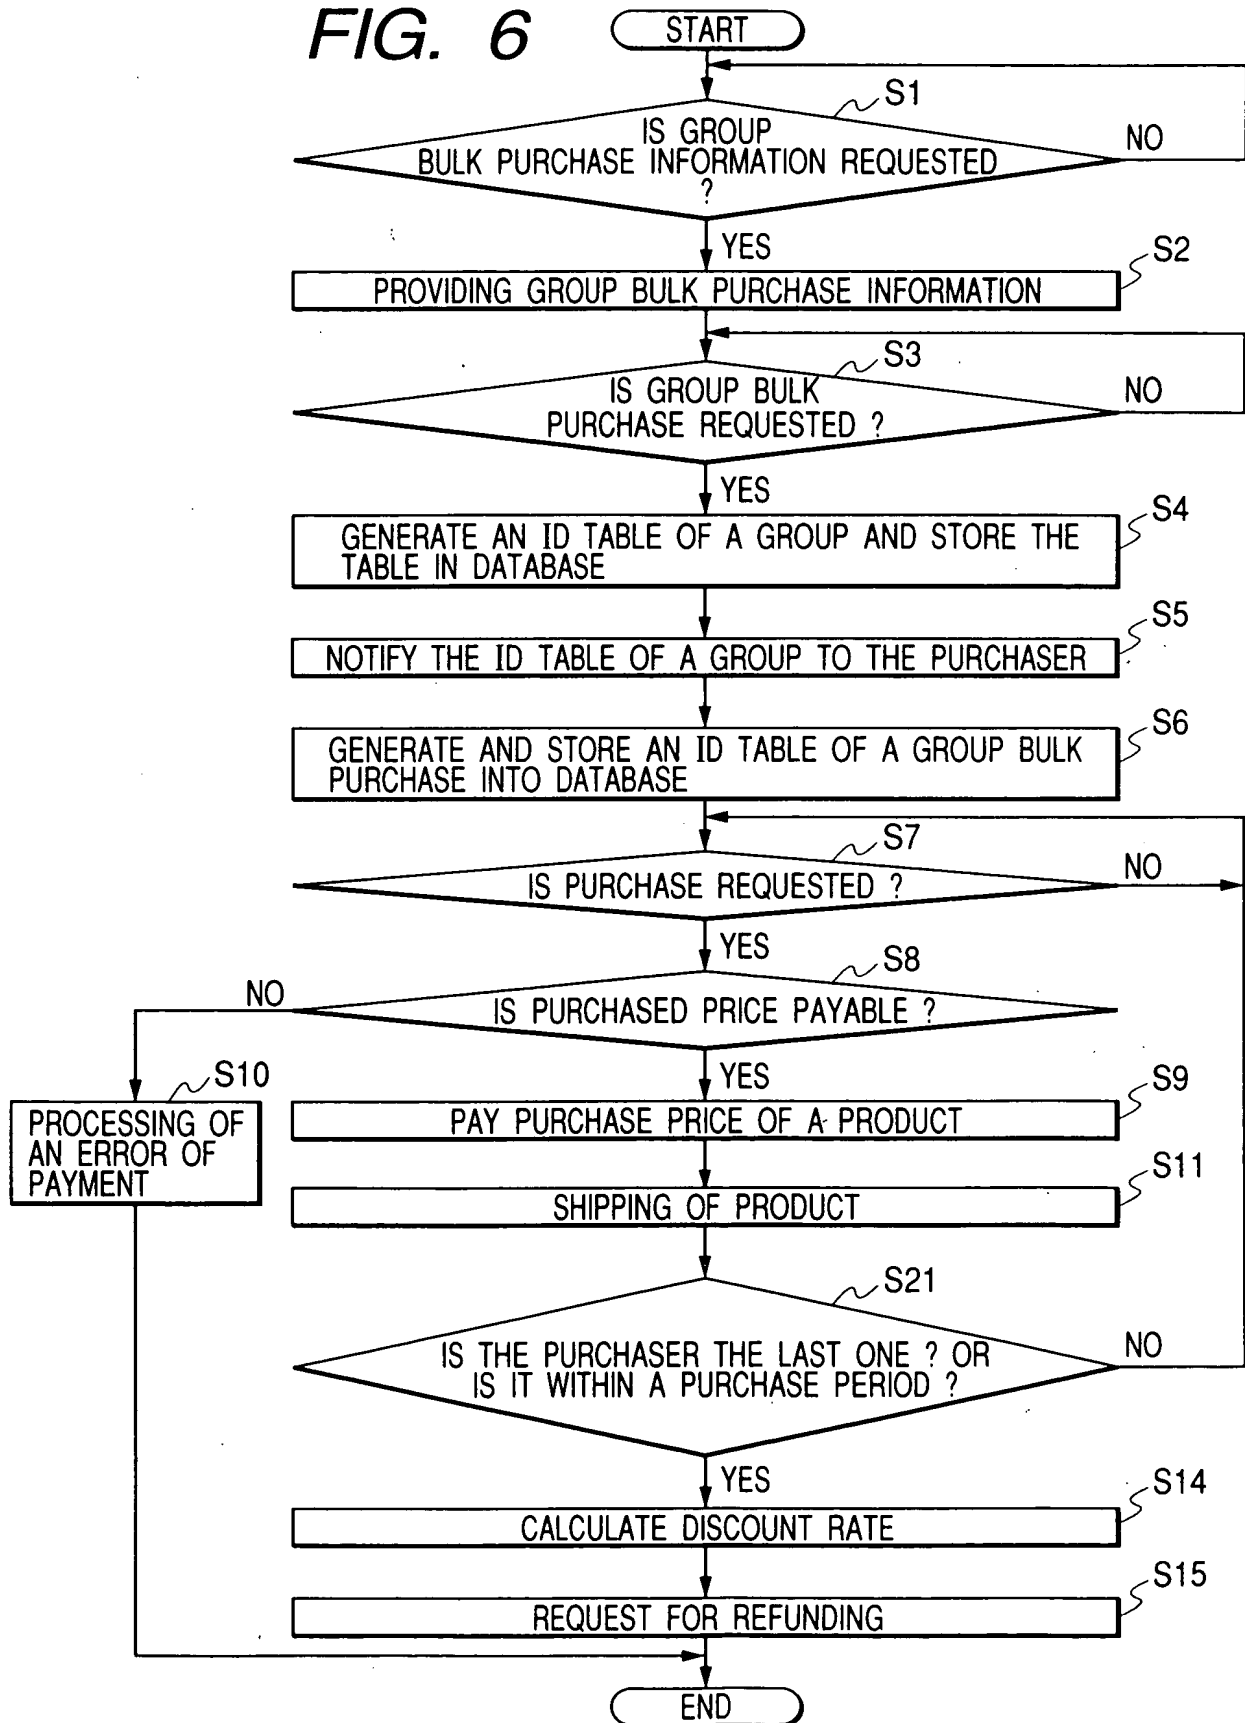 FIG. 6
START
S1
IS GROUP
BULK PURCHASE INFORMATION REQUESTED
?
NO
YES
S2
PROVIDING GROUP BULK PURCHASE INFORMATION
S3
IS GROUP BULK
PURCHASE REQUESTED ?
NO
YES
S4
GENERATE AN ID TABLE OF A GROUP AND STORE THE
TABLE IN DATABASE
S5
NOTIFY THE ID TABLE OF A GROUP TO THE PURCHASER
S6
GENERATE AND STORE AN ID TABLE OF A GROUP BULK
PURCHASE INTO DATABASE
S7
IS PURCHASE REQUESTED ?
NO
YES
S8
NO
IS PURCHASED PRICE PAYABLE ?
YES
S10
PROCESSING OF
AN ERROR OF
PAYMENT
S9
PAY PURCHASE PRICE OF A PRODUCT
S11
SHIPPING OF PRODUCT
S21
IS THE PURCHASER THE LAST ONE ? OR
IS IT WITHIN A PURCHASE PERIOD ?
NO
YES
S14
CALCULATE DISCOUNT RATE
S15
REQUEST FOR REFUNDING
END